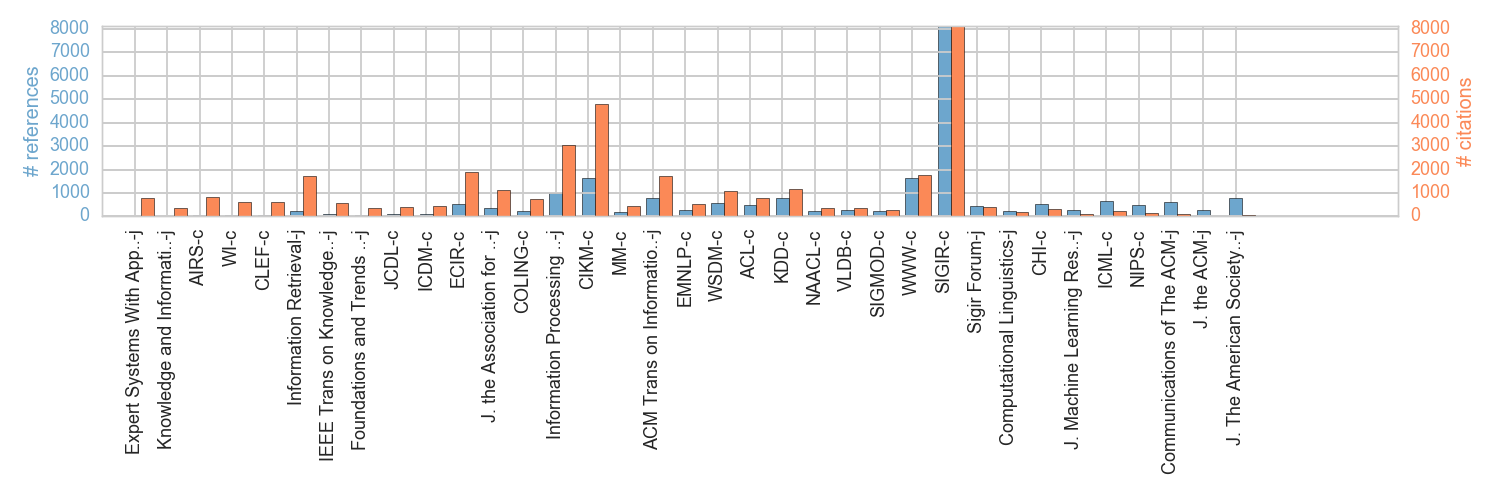 8000
7000
6000
5000
4000
3000
2000
1000
0
# references
8000
7000
6000
5000
4000
3000
2000
1000
0
# citations
Expert Systems With App..-j
Knowledge and Informati..-j
AIRS-c
WI-c
CLEF-c
Information Retrieval-j
IEEE Trans on Knowledge..-j
Foundations and Trends ..-j
JCDL-c
ICDM-c
ECIR-c
J. the Association for ..-j
COLING-c
Information Processing ..-j
CIKM-c
MM-c
ACM Trans on Informatio..-j
EMNLP-c
WSDM-c
ACL-c
KDD-c
NAACL-c
VLDB-c
SIGMOD-c
WWW-c
SIGIR-c
Sigir Forum-j
Computational Linguistics-j
CHI-c
J. Machine Learning Res..-j
ICML-c
NIPS-c
Communications of The ACM-j
J. the ACM-j
J. The American Society..-j